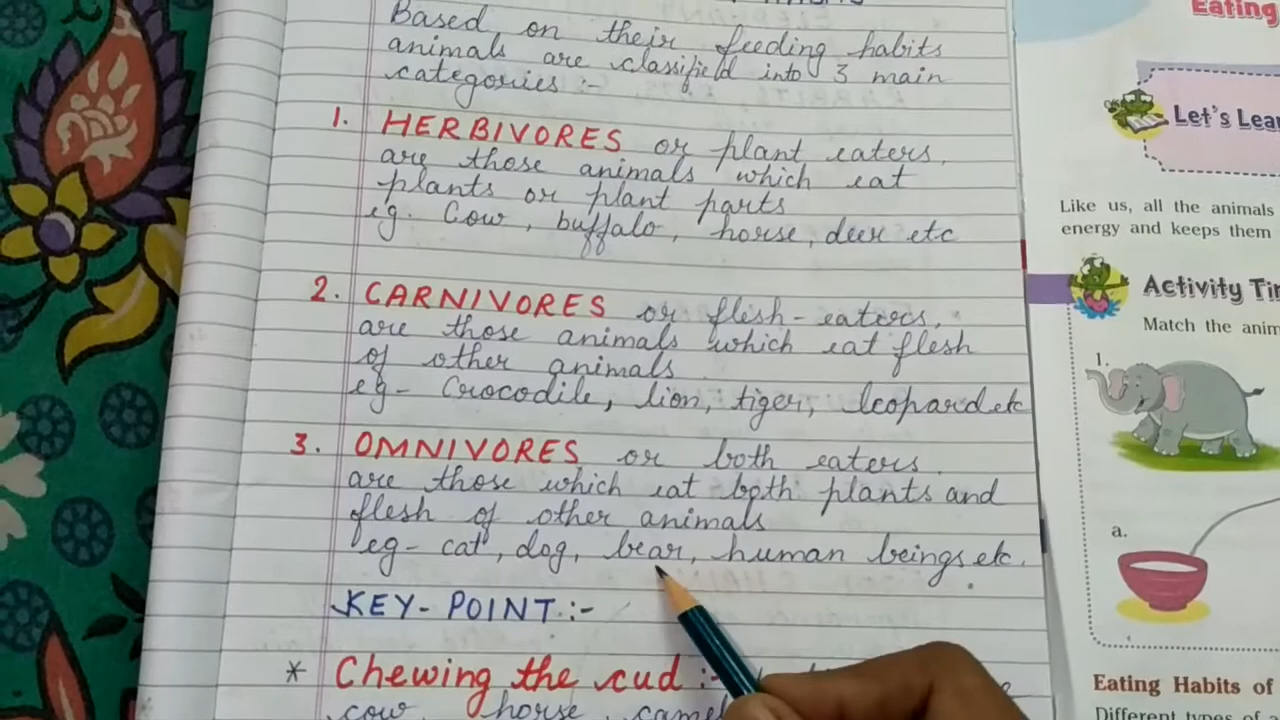 Based on their feeding habits
animals are classifield into 3 main
categories :-
1. HERBIVORES or plant eaters.
are those animals which eat
plants or plant parts
eg. Cow, buffalo, horse, deer etc
2. CARNIVORES or flesh-eaters.
are those animals which eat flesh
of other animals
eg- Crocodile, lion, tiger, leopard etc
3. OMNIVORES or both eaters.
are those which eat both plants and
flesh of other animals
eg- cat, dog, bear, human beings etc.
KEY-POINT :-
* Chewing the cud :-
cow, horse, camel
Eating
Let's Lear
Like us, all the animals
energy and keeps them
Activity Tim
Match the anim
1.
a.
Eating Habits of
Different types of a